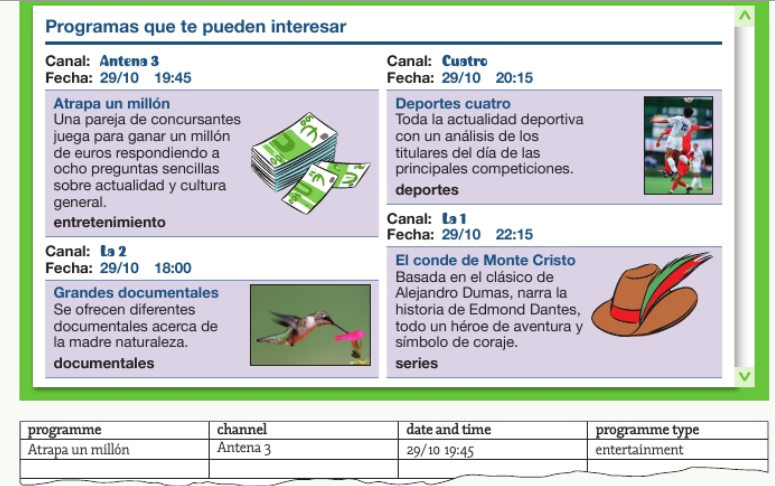 Programas que te pueden interesar
Canal: Antena 3
Fecha: 29/10 19:45
Atrapa un millón
Una pareja de concursantes
juega para ganar un millón
de euros respondiendo a
ocho preguntas sencillas
sobre actualidad y cultura
general.
entretenimiento
Canal: La 2
Fecha: 29/10 18:00
Grandes documentales
Se ofrecen diferentes
documentales acerca de
la madre naturaleza.
documentales
Canal: Cuatro
Fecha: 29/10 20:15
Deportes cuatro
Toda la actualidad deportiva
con un análisis de los
titulares del día de las
principales competiciones.
deportes
Canal: La 1
Fecha: 29/10 22:15
El conde de Monte Cristo
Basada en el clásico de
Alejandro Dumas, narra la
historia de Edmond Dantes,
todo un héroe de aventura y
símbolo de coraje.
series
programme channel date and time programme type
Atrapa un millón Antena 3 29/10 19:45 entertainment